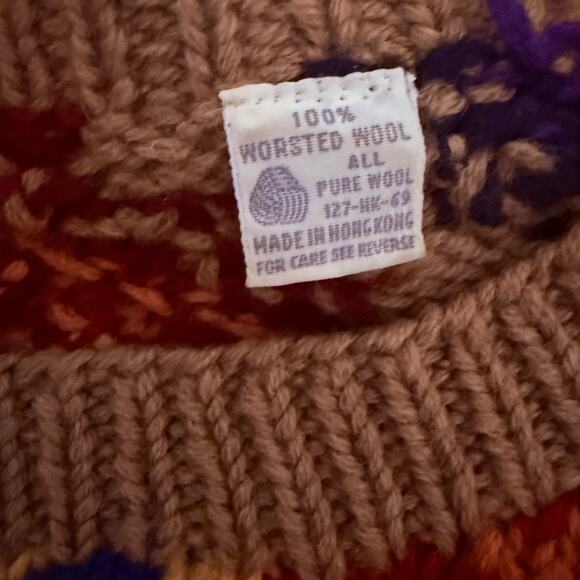 100%
WORSTED WOOL
ALL
PURE WOOL
127-HK-69
MADE IN HONG KONG
FOR CARE SEE REVERSE